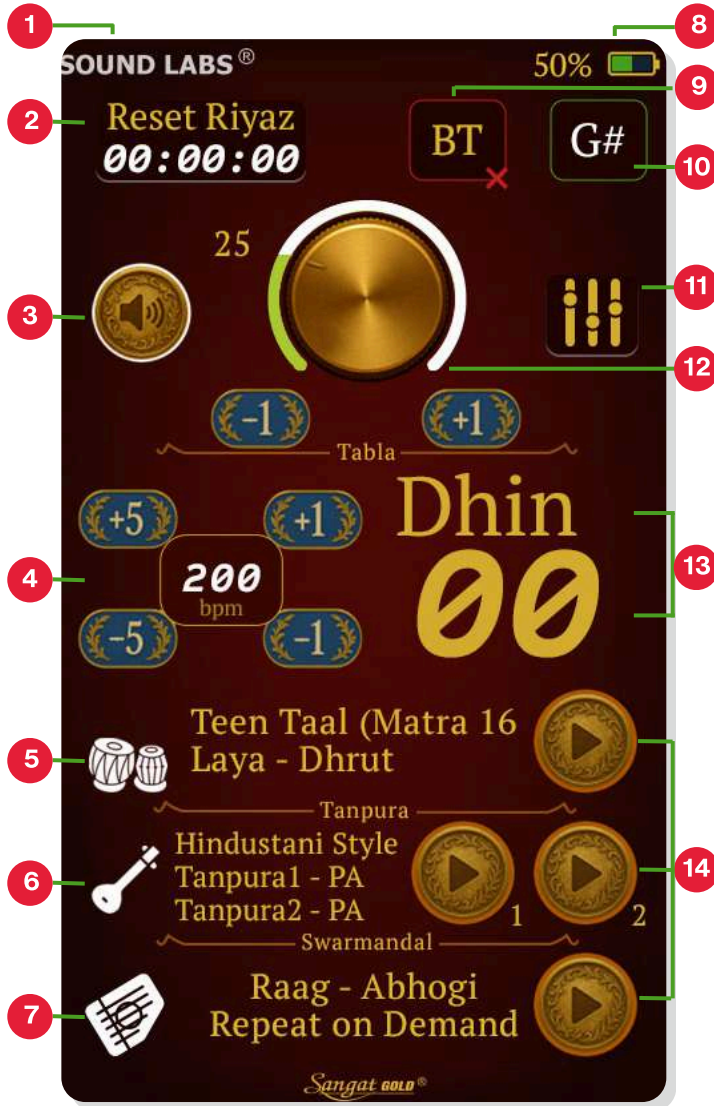 1
8
SOUND LABS®
50%
9
2
Reset Riyaz
00:00:00
BT
G#
10
25
11
3
12
-1
+1
Tabla
+5
+1
Dhin
4
200
bpm
00
13
-5
-1
5
Teen Taal (Matra 16
Laya - Dhrut
Tanpura
6
Hindustani Style
Tanpura1 - PA
Tanpura2 - PA
1
2
14
Swarmandal
7
Raag - Abhogi
Repeat on Demand
Sangat GOLD®